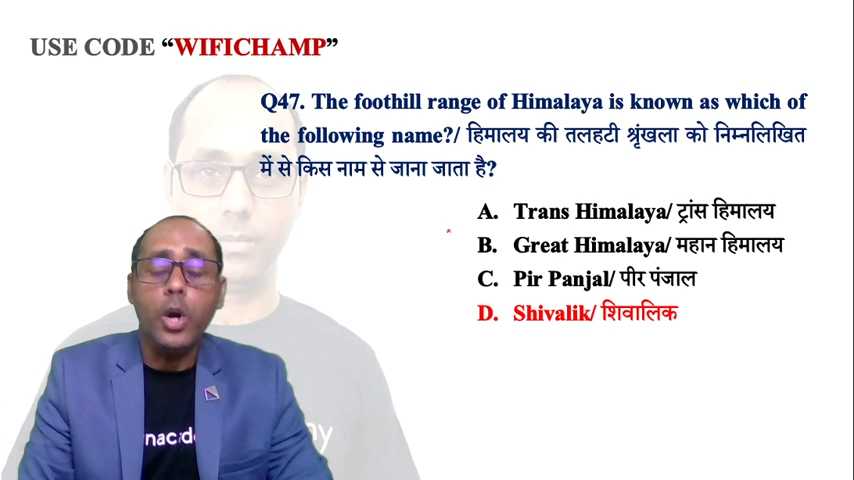 USE CODE “WIFICHAMP”
Q47. The foothill range of Himalaya is known as which of
the following name?/ हिमालय की तलहटी श्रृंखला को निम्नलिखित
में से किस नाम से जाना जाता है?
A. Trans Himalaya/ ट्रांस हिमालय
B. Great Himalaya/ महान हिमालय
C. Pir Panjal/ पीर पंजाल
D. Shivalik/ शिवालिक